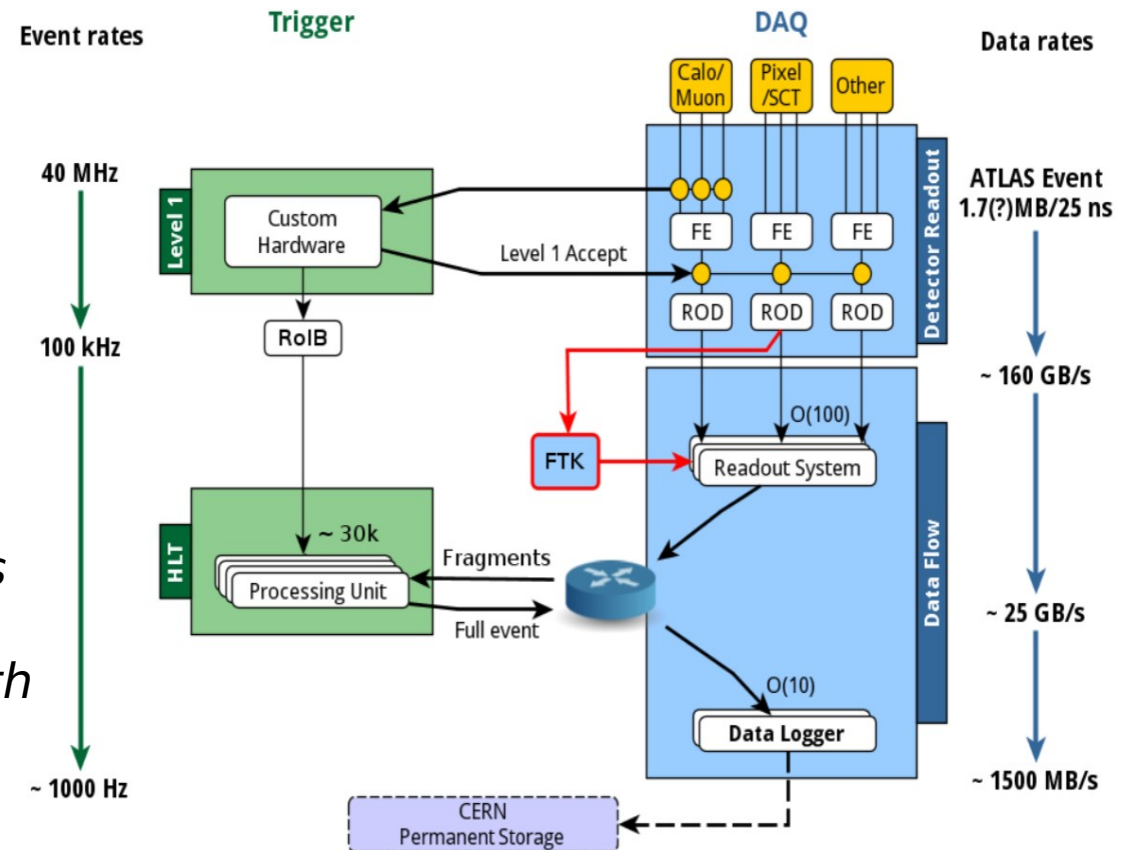 Event rates
Trigger
DAQ
Data rates
Calo/
Muon
Pixel
/SCT
Other
40 MHz
Level 1
Custom
Hardware
Level 1 Accept
FE
FE
FE
ROD
ROD
ROD
Detector Readout
ATLAS Event
1.7(?)MB/25 ns
100 kHz
RoIB
~ 160 GB/s
FTK
O(100)
Readout System
HLT
~ 30k
Processing Unit
Fragments
Full event
Data Flow
~ 25 GB/s
s
th
O(10)
Data Logger
~ 1000 Hz
~ 1500 MB/s
CERN
Permanent Storage